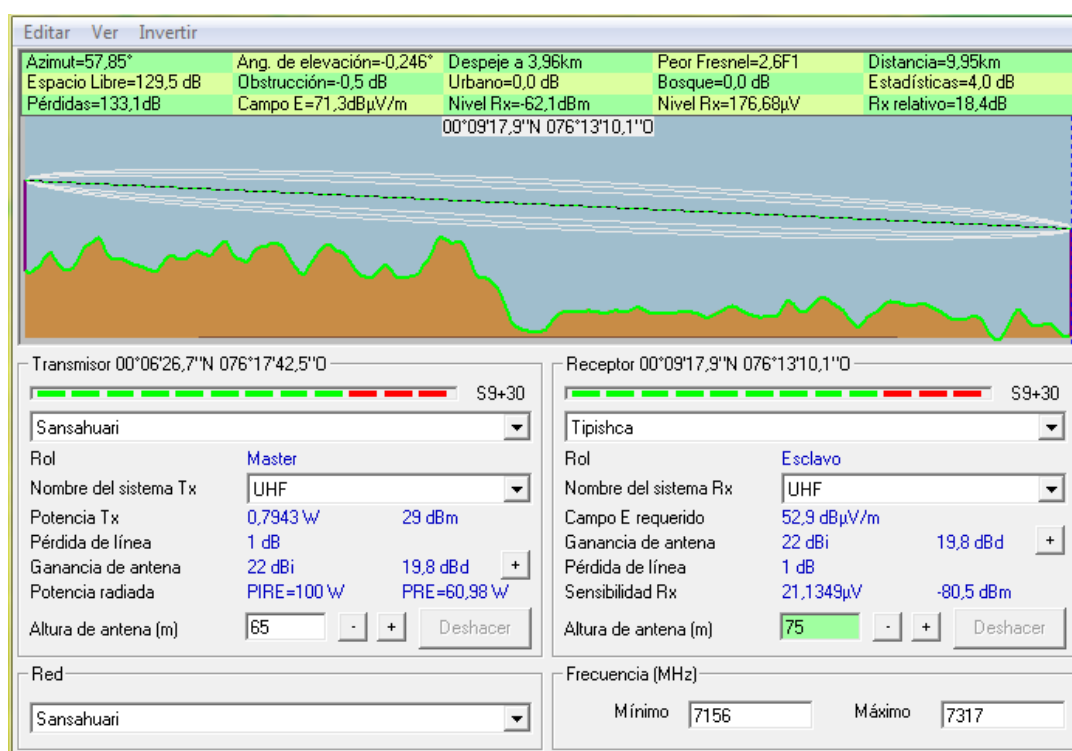 Editar Ver Invertir
Azimut=57,85° Ang. de elevación=-0,246° Despeje a 3,96km Peor Fresnel=2,6F1 Distancia=9,95km
Espacio Libre=129,5 dB Obstrucción=-0,5 dB Urbano=0,0 dB Bosque=0,0 dB Estadísticas=4,0 dB
Pérdidas=133,1dB Campo E=71,3dBµV/m Nivel Rx=-62,1dBm Nivel Rx=176,68µV Rx relativo=18,4dB
00°09'17,9"N 076°13'10,1"O
Transmisor 00°06'26,7"N 076°17'42,5"O
S9+30
Sansahuari
Rol Master
Nombre del sistema Tx UHF
Potencia Tx 0,7943 W 29 dBm
Pérdida de línea 1 dB
Ganancia de antena 22 dBi 19,8 dBd +
Potencia radiada PIRE=100 W PRE=60,98 W
Altura de antena (m) 65 - + Deshacer
Red
Sansahuari
Receptor 00°09'17,9"N 076°13'10,1"O
S9+30
Tipishca
Rol Esclavo
Nombre del sistema Rx UHF
Campo E requerido 52,9 dBµV/m
Ganancia de antena 22 dBi 19,8 dBd +
Pérdida de línea 1 dB
Sensibilidad Rx 21,1349µV -80,5 dBm
Altura de antena (m) 75 - + Deshacer
Frecuencia (MHz)
Mínimo 7156 Máximo 7317